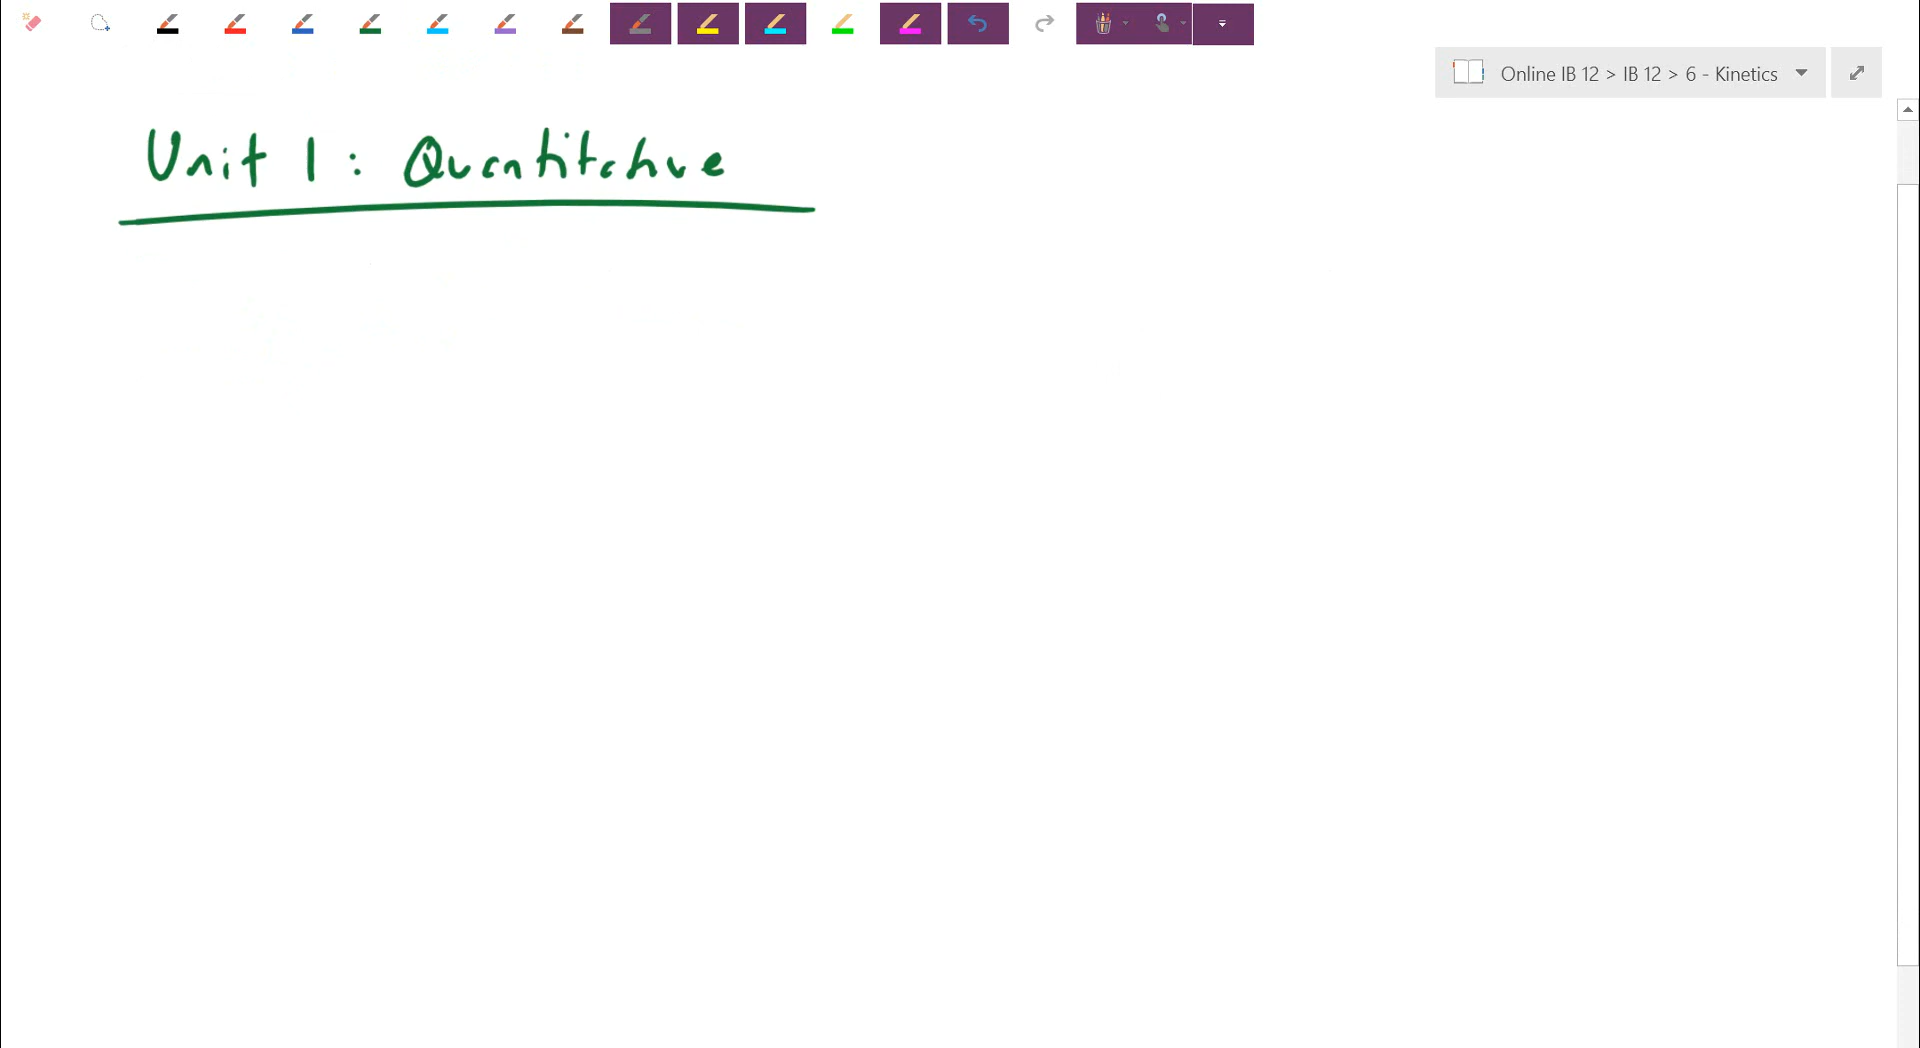 Online IB 12 > IB 12 > 6 - Kinetics
Unit 1 : Quantitative